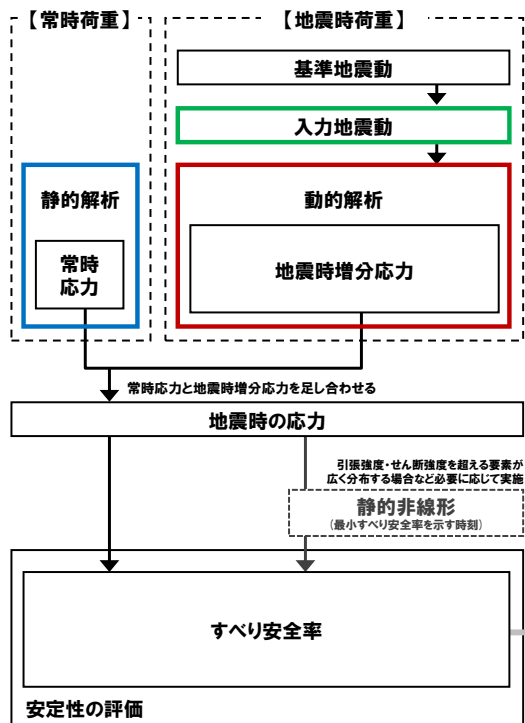 【常時荷重】
【地震時荷重】
基準地震動
入力地震動
静的解析
動的解析
常時
応力
地震時増分応力
常時応力と地震時増分応力を足し合わせる
地震時の応力
引張強度・せん断強度を超える要素が
広く分布する場合など必要に応じて実施
静的非線形
（最小すべり安全率を示す時刻）
すべり安全率
安定性の評価